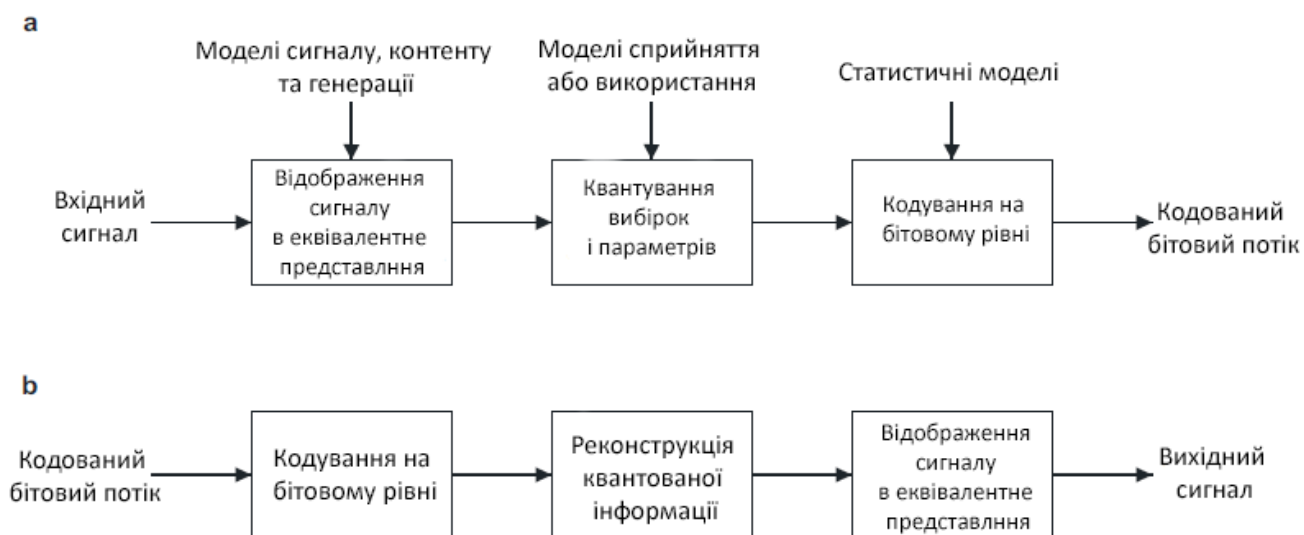 a
Моделі сигналу, контенту
та генерації
Моделі сприйняття
або використання
Статистичні моделі
Вхідний
сигнал
Відображення
сигналу
в еквівалентне
представлння
Квантування
вибірок
і параметрів
Кодування на
бітовому рівні
Кодований
бітовий потік
b
Кодований
бітовий потік
Кодування на
бітовому рівні
Реконструкція
квантованої
інформації
Відображення
сигналу
в еквівалентне
представлння
Вихідний
сигнал